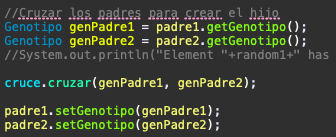 //Cruzar los padres para crear el hijo
Genotipo genPadre1 = padre1.getGenotipo();
Genotipo genPadre2 = padre2.getGenotipo();
//System.out.println("Element "+random1+" has
cruce.cruzar(genPadre1, genPadre2);
padre1.setGenotipo(genPadre1);
padre2.setGenotipo(genPadre2);